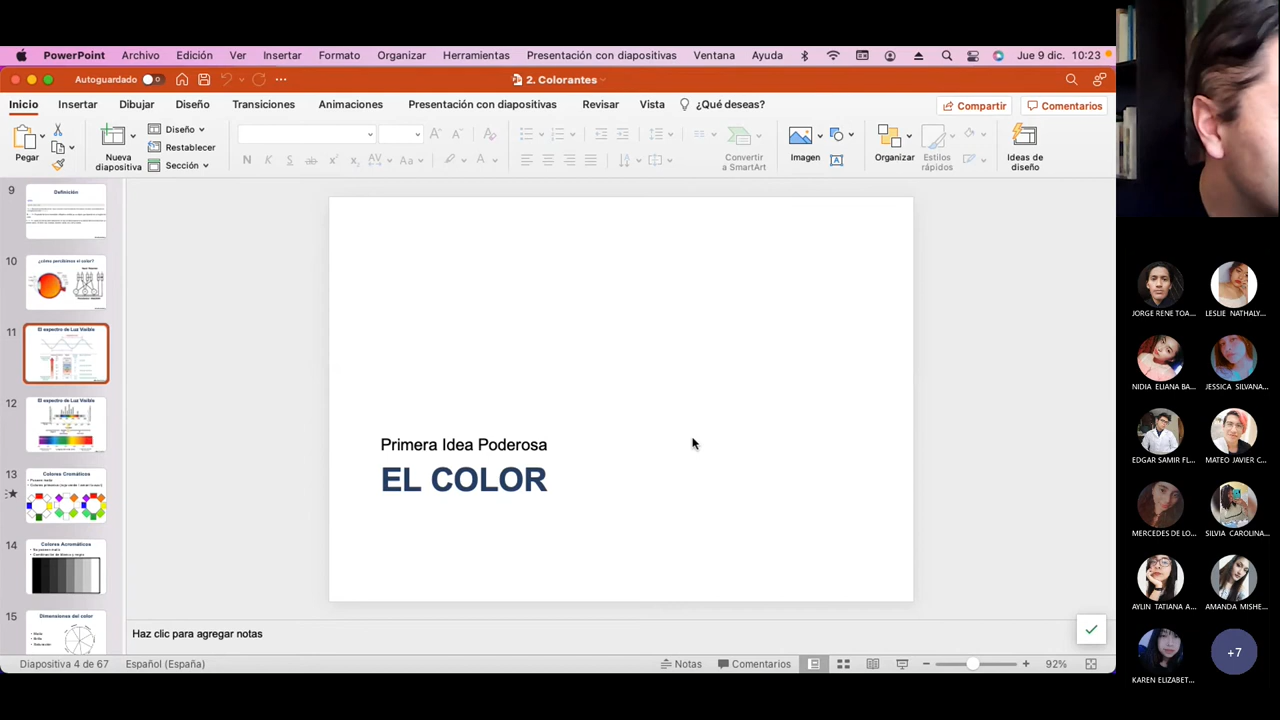 PowerPoint Archivo Edición Ver Insertar Formato Organizar Herramientas Presentación con diapositivas Ventana Ayuda Jue 9 dic. 10:23
Autoguardado 2. Colorantes
Inicio Insertar Dibujar Diseño Transiciones Animaciones Presentación con diapositivas Revisar Vista ¿Qué deseas? Compartir Comentarios
Pegar
Nueva diapositiva
Diseño
Restablecer
Sección
Convertir a SmartArt
Imagen
Organizar
Estilos rápidos
Ideas de diseño
9
Definición
10
¿cómo percibimos el color?
11
El espectro de Luz Visible
12
El espectro de Luz Visible
13
Colores Cromáticos
14
Colores Acromáticos
15
Dimensiones del color
Primera Idea Poderosa
EL COLOR
Haz clic para agregar notas
Diapositiva 4 de 67 Español (España) Notas Comentarios 92%
JORGE RENE TOA... LESLIE NATHALY...
NIDIA ELIANA BA... JESSICA SILVANA...
EDGAR SAMIR FL... MATEO JAVIER C...
MERCEDES DE LO... SILVIA CAROLINA...
AYLIN TATIANA A... AMANDA MISHE...
KAREN ELIZABET... +7